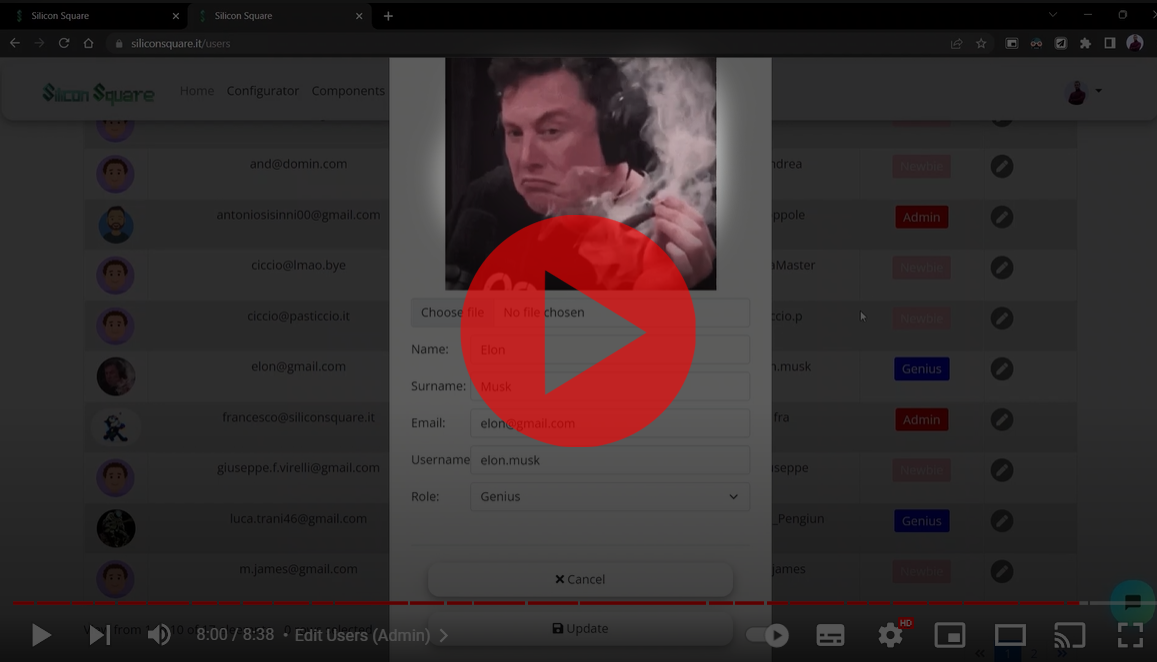 Silicon Square
Silicon Square
siliconsquare.it/users
Silicon Square Home Configurator Components
and@domin.com ndrea Newbie
antoniosisinni00@gmail.com ppole Admin
ciccio@lmao.bye aMaster Newbie
Choose file No file chosen
ciccio@pasticcio.it ccio.p Newbie
Name: Elon
elon@gmail.com n.musk Genius
Surname: Musk
Email: elon@gmail.com
francesco@siliconsquare.it fra Admin
Username elon.musk
giuseppe.f.virelli@gmail.com seppe Newbie
Role: Genius
luca.trani46@gmail.com _Pengiun Genius
m.james@gmail.com james Newbie
Cancel
Update
8:00 / 8:38 • Edit Users (Admin)
HD